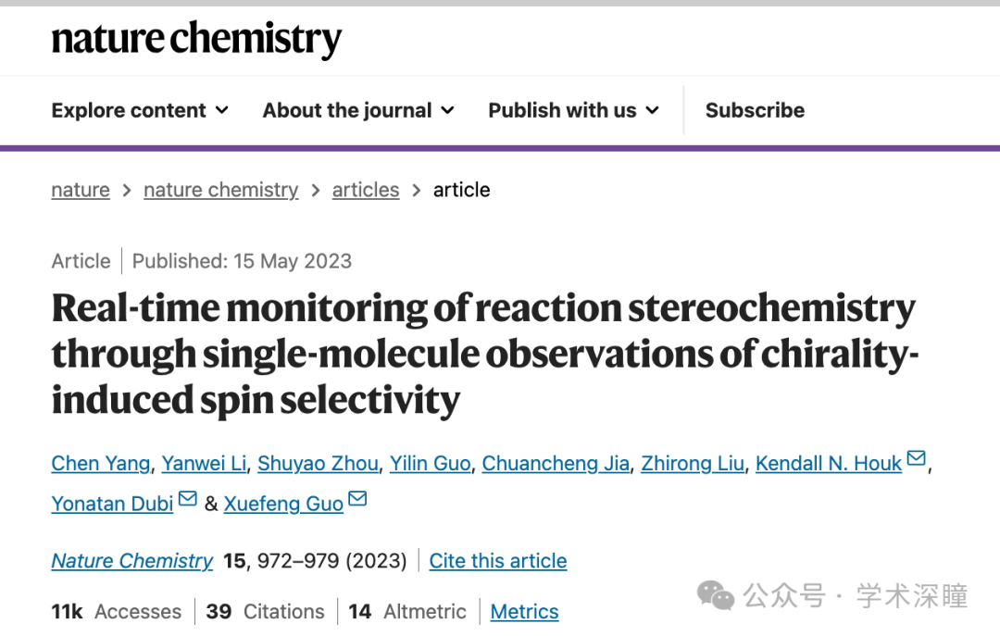 nature chemistry
Explore content About the journal Publish with us Subscribe
nature > nature chemistry > articles > article
Article | Published: 15 May 2023
Real-time monitoring of reaction stereochemistry
through single-molecule observations of chirality-
induced spin selectivity
Chen Yang, Yanwei Li, Shuyao Zhou, Yilin Guo, Chuancheng Jia, Zhirong Liu, Kendall N. Houk,
Yonatan Dubi & Xuefeng Guo
Nature Chemistry 15, 972–979 (2023) | Cite this article
11k Accesses | 39 Citations | 14 Altmetric | Metrics
公众号 · 学术深瞳